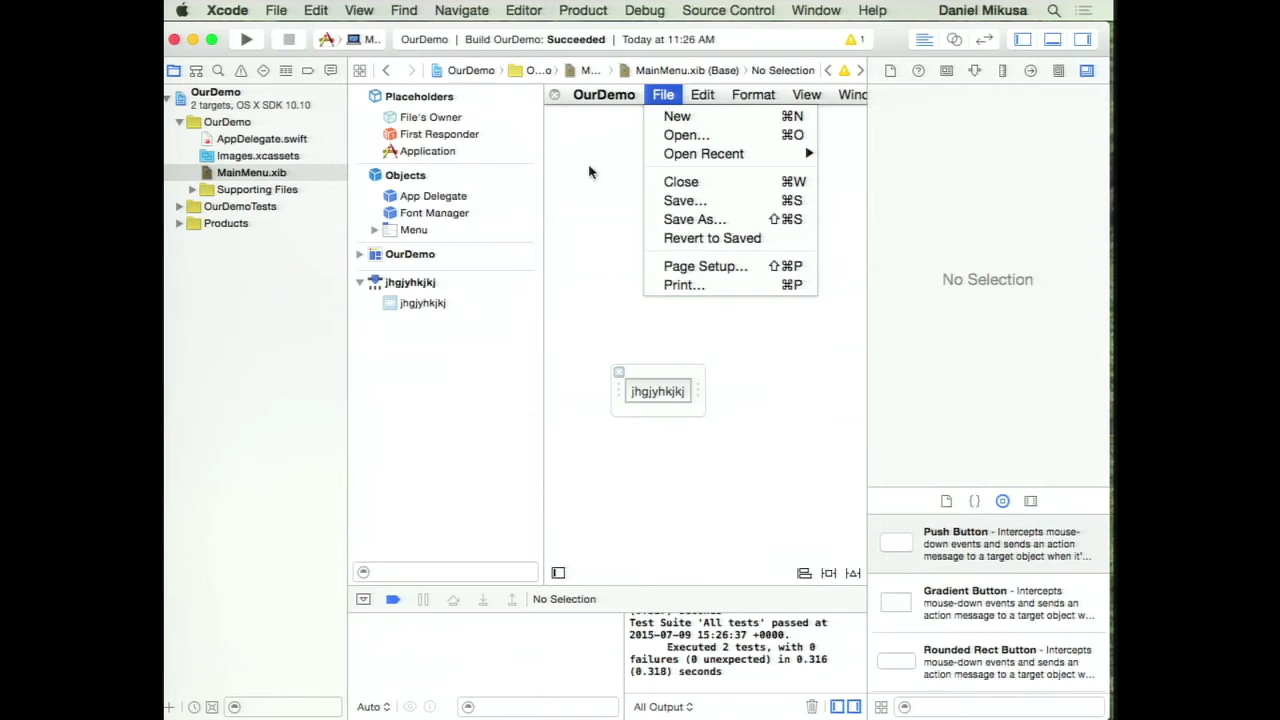 Xcode File Edit View Find Navigate Editor Product Debug Source Control Window Help Daniel Mikusa
M.. OurDemo | Build OurDemo: Succeeded | Today at 11:26 AM 1
OurDemo O...o M... MainMenu.xib (Base) No Selection
OurDemo
2 targets, OS X SDK 10.10
OurDemo
AppDelegate.swift
Images.xcassets
MainMenu.xib
Supporting Files
OurDemoTests
Products
Placeholders
File's Owner
First Responder
Application
Objects
App Delegate
Font Manager
Menu
OurDemo
jhgjyhkjkj
jhgjyhkjkj
OurDemo File Edit Format View Winc
New ⌘N
Open... ⌘O
Open Recent
Close ⌘W
Save... ⌘S
Save As... ⇧⌘S
Revert to Saved
Page Setup... ⇧⌘P
Print... ⌘P
jhgjyhkjkj
No Selection
Push Button - Intercepts mouse-
down events and sends an action
message to a target object when it'...
Gradient Button - Intercepts
mouse-down events and sends an
action message to a target object w...
Rounded Rect Button - Intercepts
mouse-down events and sends an
action message to a target object w...
No Selection
Test Suite 'All tests' passed at
2015-07-09 15:26:37 +0000.
Executed 2 tests, with 0
failures (0 unexpected) in 0.316
(0.318) seconds
Auto
All Output